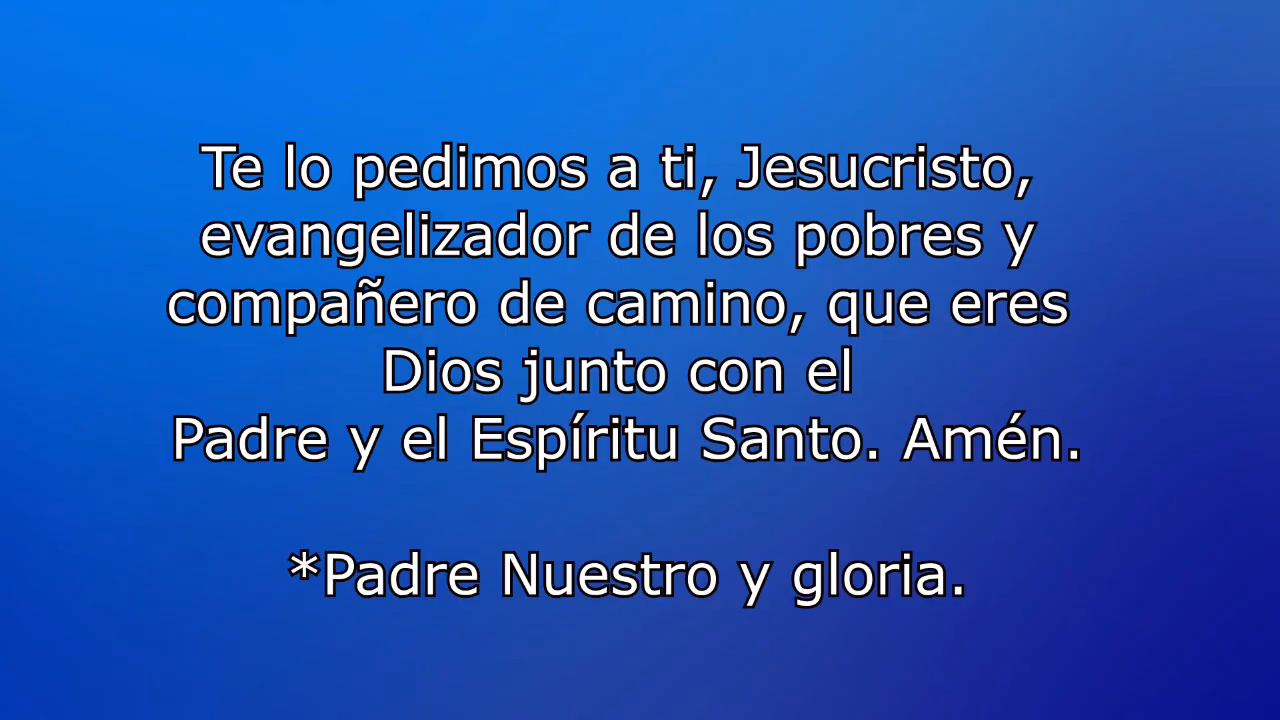 Te lo pedimos a ti, Jesucristo,
evangelizador de los pobres y
compañero de camino, que eres
Dios junto con el
Padre y el Espíritu Santo. Amén.
*Padre Nuestro y gloria.